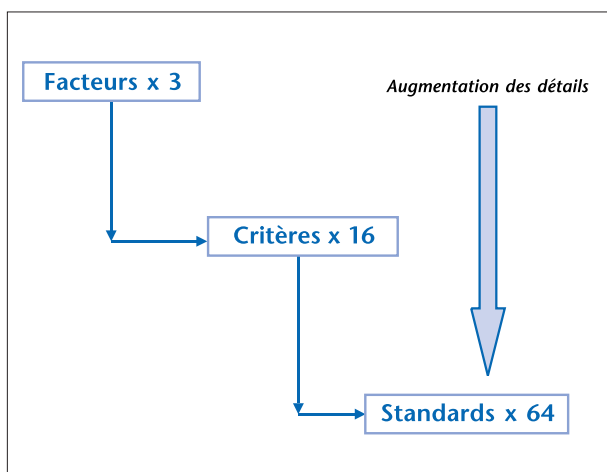 Facteurs x 3
Augmentation des détails
Critères x 16
Standards x 64